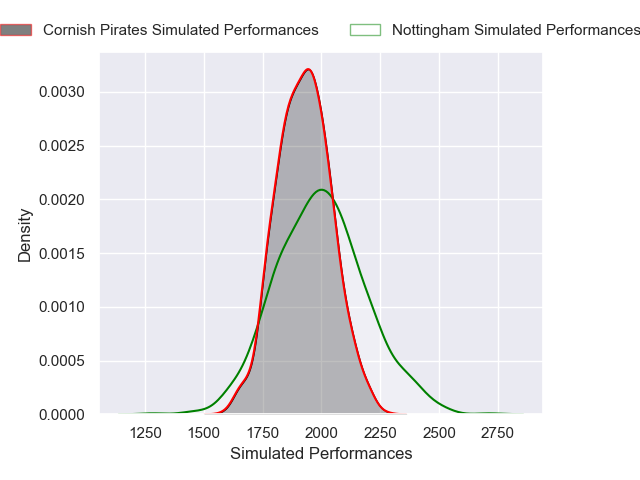 Cornish Pirates Simulated Performances
Nottingham Simulated Performances
0.0030
0.0025
0.0020
0.0015
0.0010
0.0005
0.0000
Density
1250 1500 1750 2000 2250 2500 2750
Simulated Performances